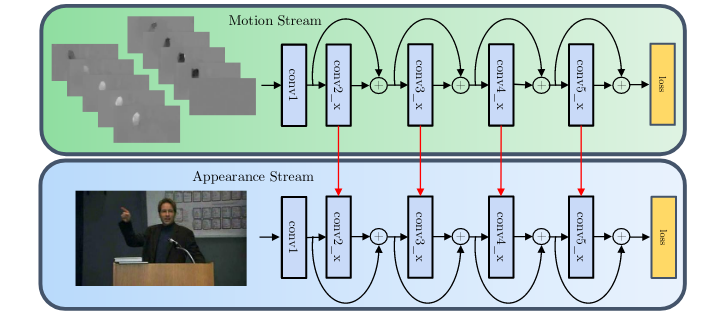 Motion Stream
conv1
conv2_x
+
conv3_x
+
conv4_x
+
conv5_x
+
loss
Appearance Stream
conv1
conv2_x
+
conv3_x
+
conv4_x
+
conv5_x
+
loss